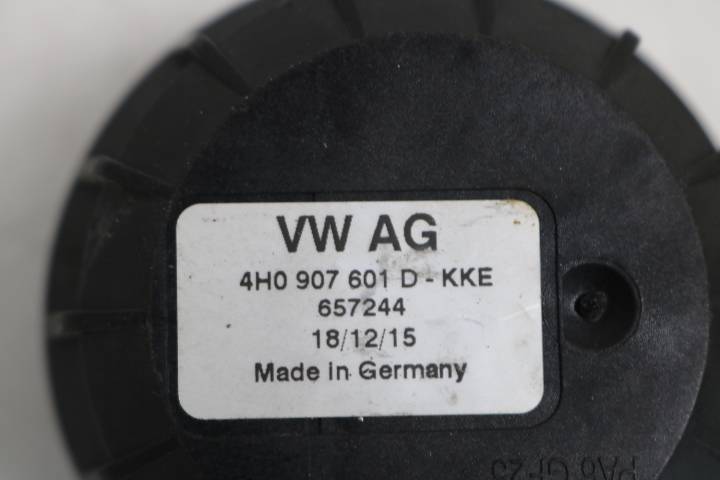 VW AG
4H0 907 601 D - KKE
657244
18/12/15
Made in Germany